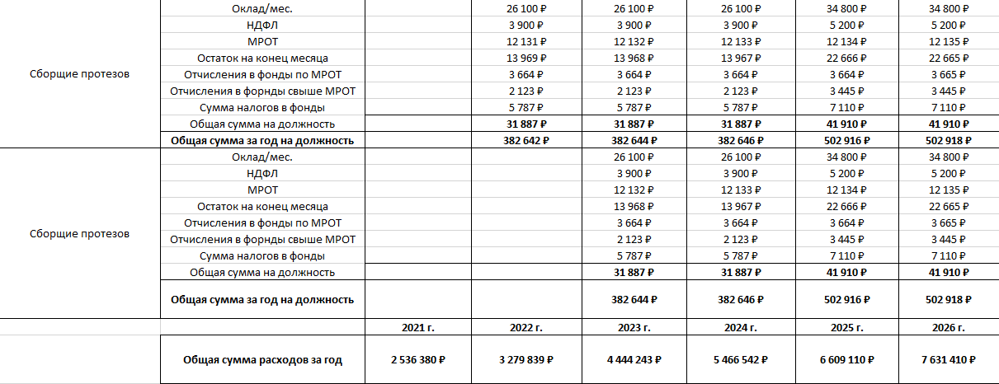 Оклад/мес. 26 100 ₽ 26 100 ₽ 26 100 ₽ 34 800 ₽ 34 800 ₽
НДФЛ 3 900 ₽ 3 900 ₽ 3 900 ₽ 5 200 ₽ 5 200 ₽
МРОТ 12 131 ₽ 12 132 ₽ 12 133 ₽ 12 134 ₽ 12 135 ₽
Остаток на конец месяца 13 969 ₽ 13 968 ₽ 13 967 ₽ 22 666 ₽ 22 665 ₽
Сборщие протезов Отчисления в фонды по МРОТ 3 664 ₽ 3 664 ₽ 3 664 ₽ 3 664 ₽ 3 665 ₽
Отчисления в форнды свыше МРОТ 2 123 ₽ 2 123 ₽ 2 123 ₽ 3 445 ₽ 3 445 ₽
Сумма налогов в фонды 5 787 ₽ 5 787 ₽ 5 787 ₽ 7 110 ₽ 7 110 ₽
Общая сумма на должность 31 887 ₽ 31 887 ₽ 31 887 ₽ 41 910 ₽ 41 910 ₽
Общая сумма за год на должность 382 642 ₽ 382 644 ₽ 382 646 ₽ 502 916 ₽ 502 918 ₽
Оклад/мес. 26 100 ₽ 26 100 ₽ 34 800 ₽ 34 800 ₽
НДФЛ 3 900 ₽ 3 900 ₽ 5 200 ₽ 5 200 ₽
МРОТ 12 132 ₽ 12 133 ₽ 12 134 ₽ 12 135 ₽
Остаток на конец месяца 13 968 ₽ 13 967 ₽ 22 666 ₽ 22 665 ₽
Сборщие протезов Отчисления в фонды по МРОТ 3 664 ₽ 3 664 ₽ 3 664 ₽ 3 665 ₽
Отчисления в форнды свыше МРОТ 2 123 ₽ 2 123 ₽ 3 445 ₽ 3 445 ₽
Сумма налогов в фонды 5 787 ₽ 5 787 ₽ 7 110 ₽ 7 110 ₽
Общая сумма на должность 31 887 ₽ 31 887 ₽ 41 910 ₽ 41 910 ₽
Общая сумма за год на должность 382 644 ₽ 382 646 ₽ 502 916 ₽ 502 918 ₽
2021 г. 2022 г. 2023 г. 2024 г. 2025 г. 2026 г.
Общая сумма расходов за год 2 536 380 ₽ 3 279 839 ₽ 4 444 243 ₽ 5 466 542 ₽ 6 609 110 ₽ 7 631 410 ₽